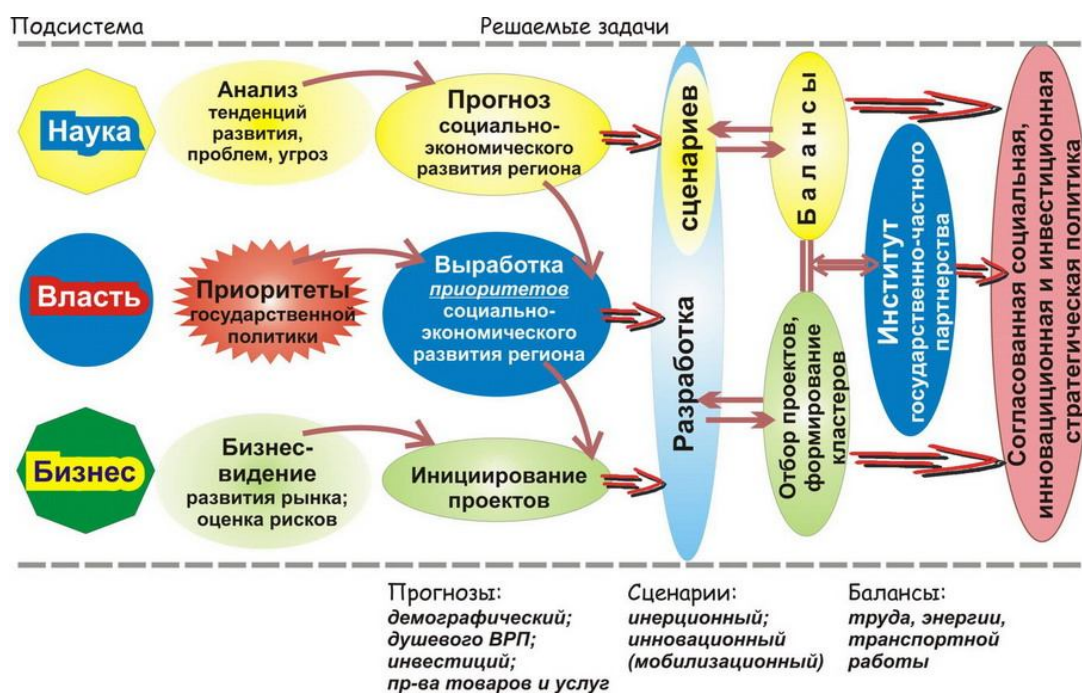 Подсистема
Решаемые задачи
Наука
Анализ
тенденций
развития,
проблем, угроз
Прогноз
социально-
экономического
развития региона
Власть
Приоритеты
государственной
политики
Выработка
приоритетов
социально-
экономического
развития региона
Бизнес
Бизнес-
видение
развития рынка;
оценка рисков
Инициирование
проектов
Разработка сценариев
Балансы
Отбор проектов,
формирование
кластеров
Институт
государственно-частного
партнерства
Согласованная социальная,
инновационная и инвестиционная
стратегическая политика
Прогнозы:
демографический;
душевого ВРП;
инвестиций;
пр-ва товаров и услуг
Сценарии:
инерционный;
инновационный
(мобилизационный)
Балансы:
труда, энергии,
транспортной
работы